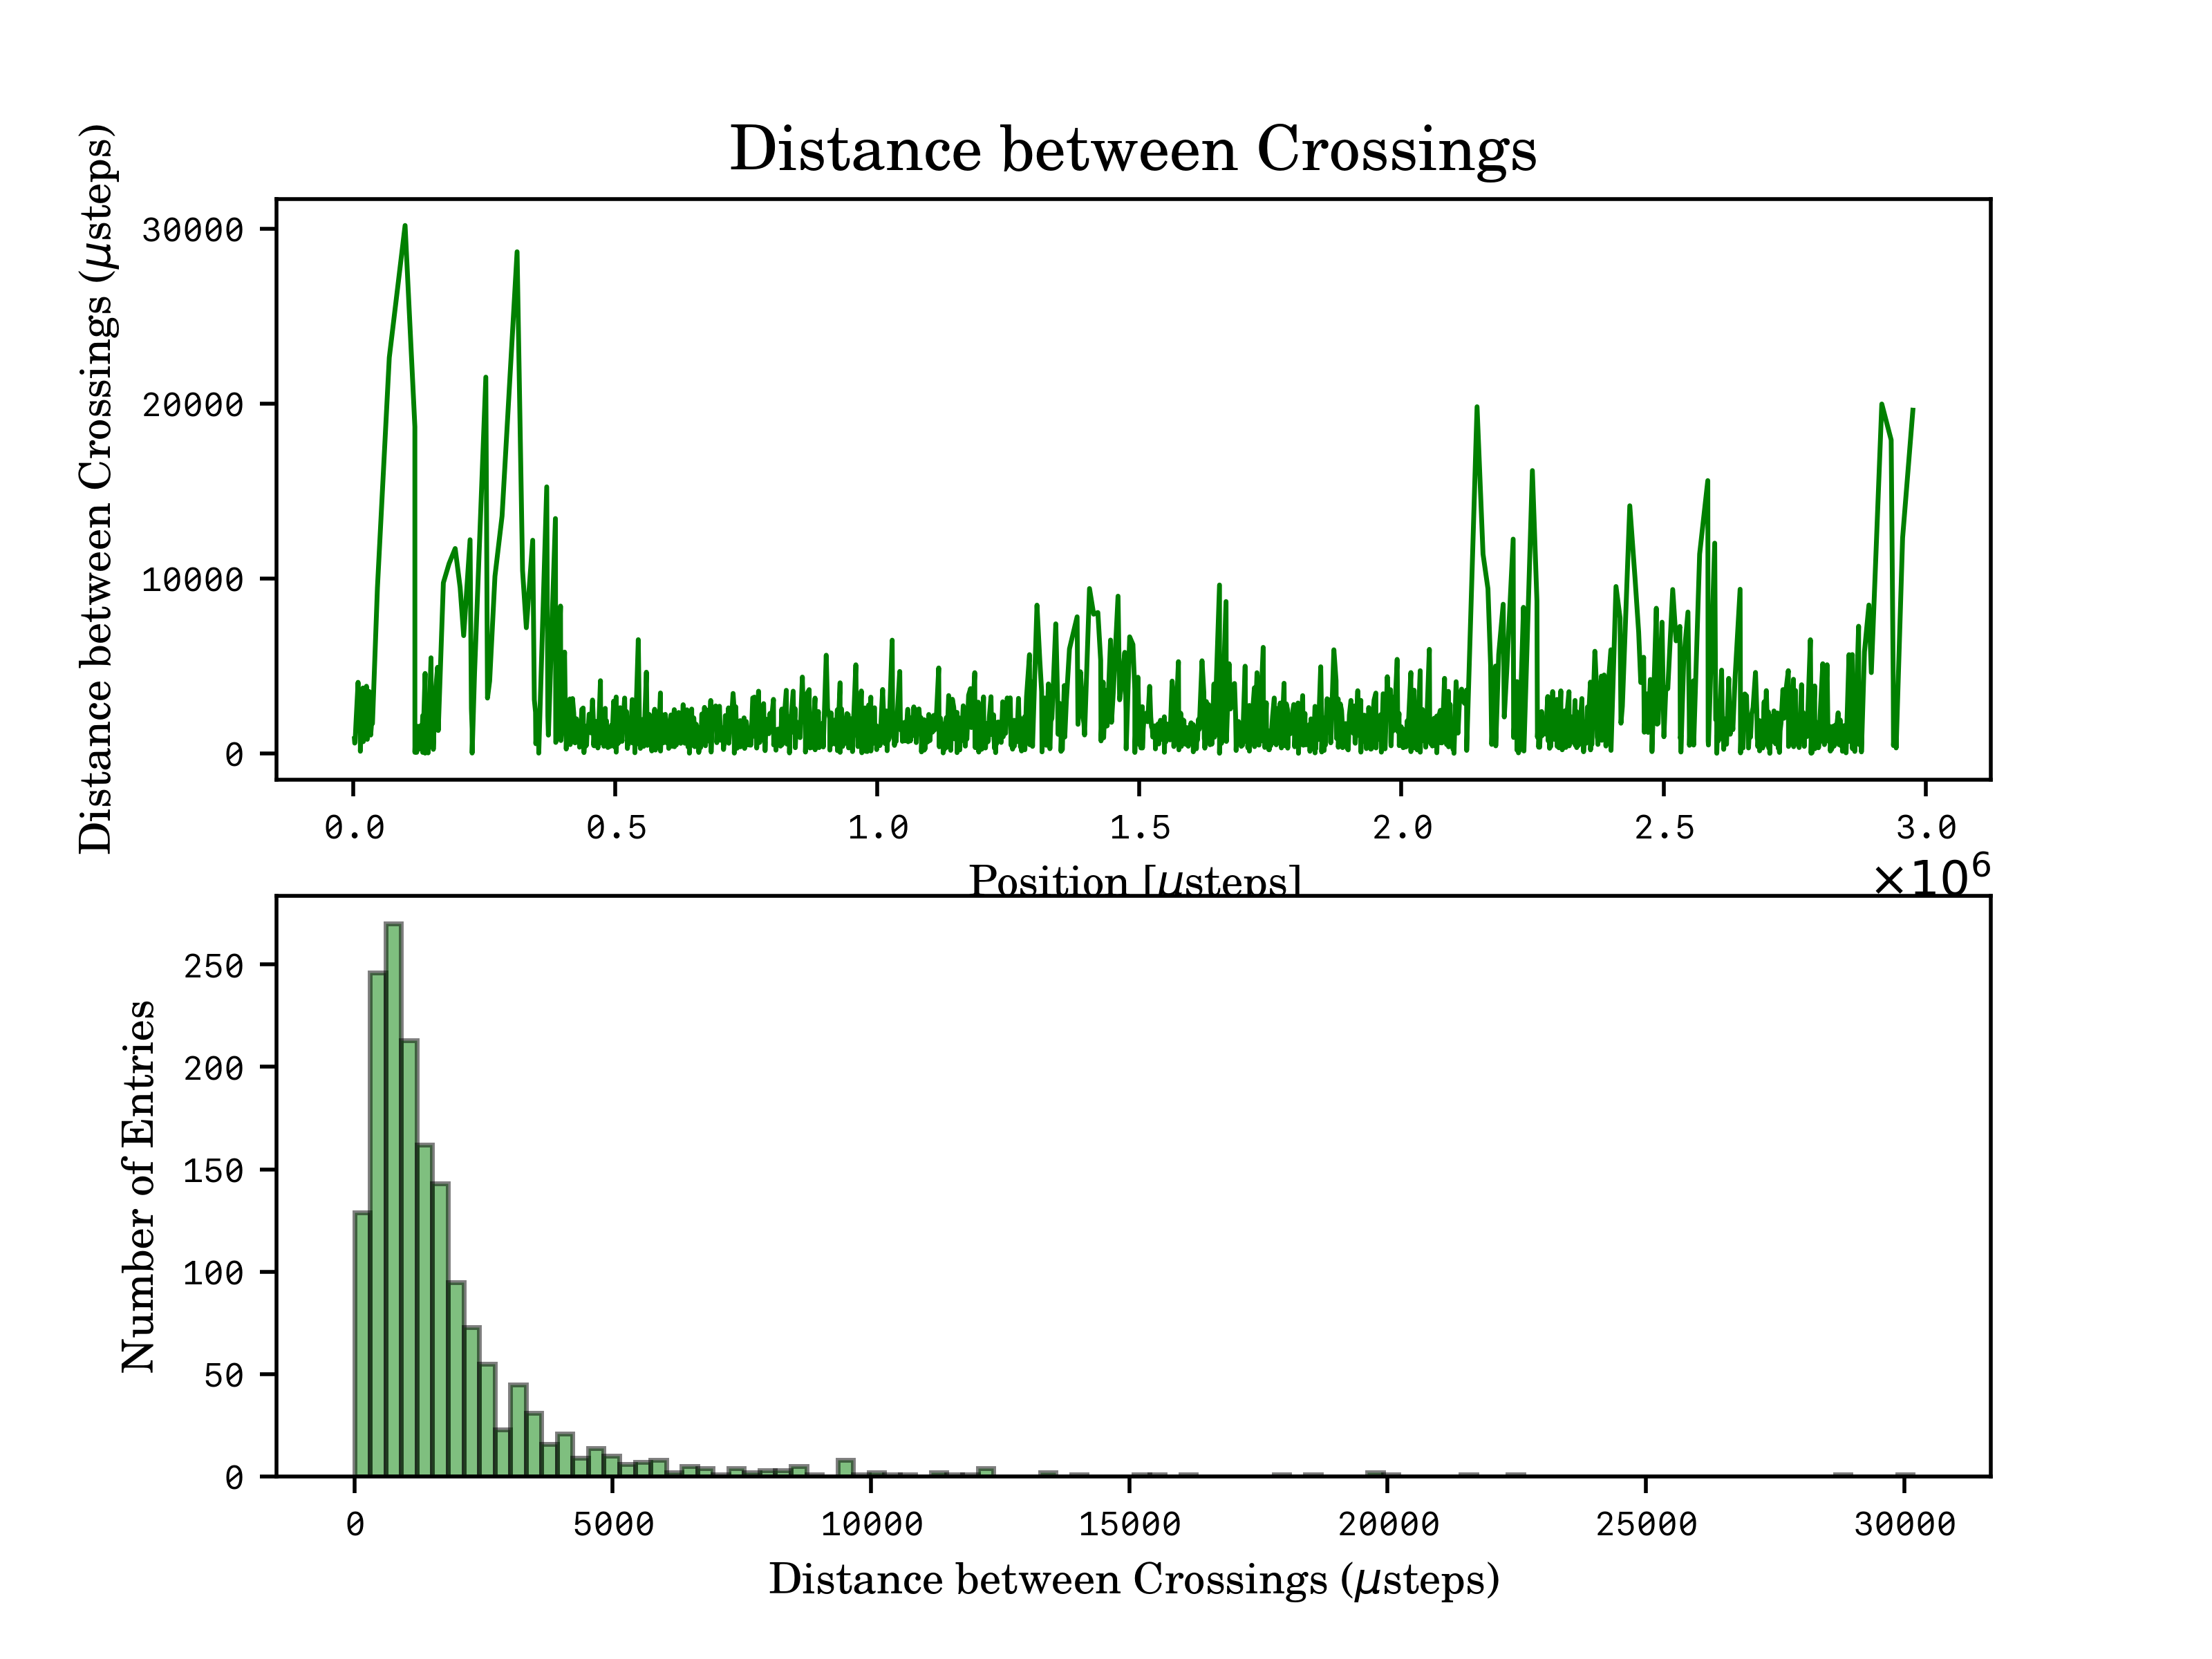 Distance between Crossings
Distance between Crossings (μsteps)
30000
20000
10000
0
0.0 0.5 1.0 1.5 2.0 2.5 3.0
Position [μsteps]
×10⁶
Number of Entries
250
200
150
100
50
0
0 5000 10000 15000 20000 25000 30000
Distance between Crossings (μsteps)